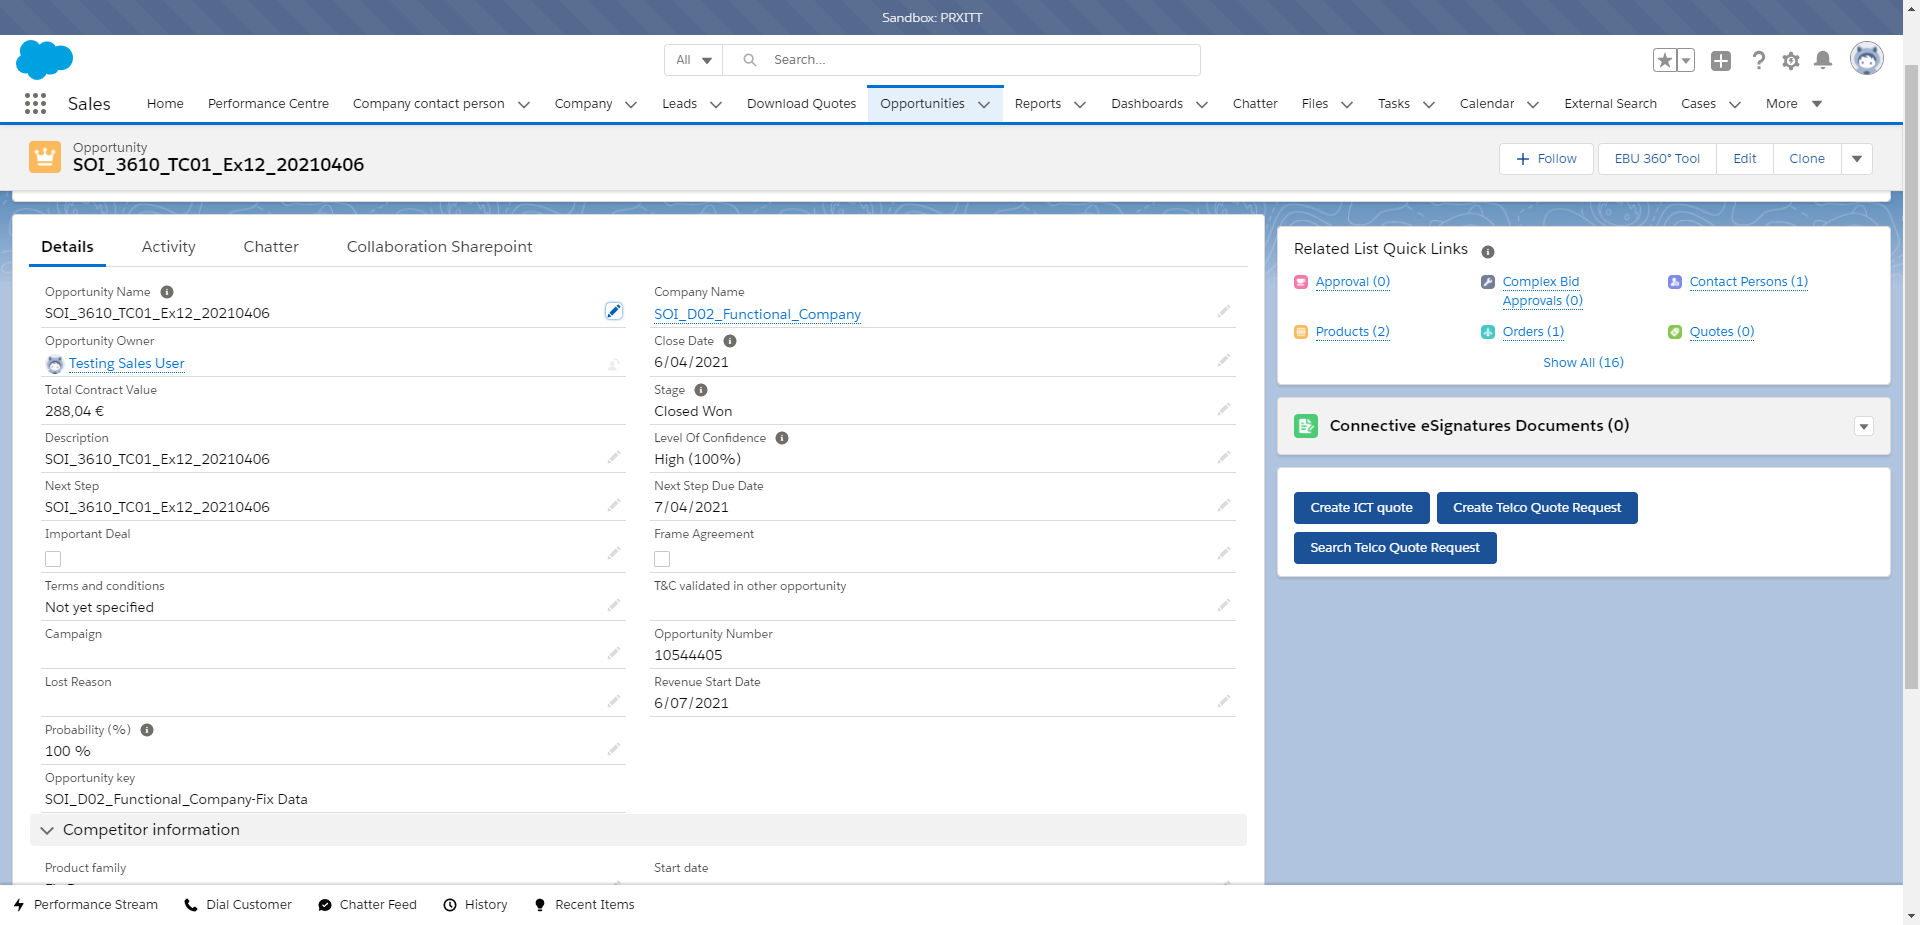 Sandbox: PRXITT
All
Search...
Sales
Home
Performance Centre
Company contact person
Company
Leads
Download Quotes
Opportunities
Reports
Dashboards
Chatter
Files
Tasks
Calendar
External Search
Cases
More
Opportunity
SOI_3610_TC01_Ex12_20210406
Follow
EBU 360° Tool
Edit
Clone
Details
Activity
Chatter
Collaboration Sharepoint
Opportunity Name
SOI_3610_TC01_Ex12_20210406
Company Name
SOI_D02_Functional_Company
Opportunity Owner
Testing Sales User
Close Date
6/04/2021
Total Contract Value
288,04 €
Stage
Closed Won
Description
SOI_3610_TC01_Ex12_20210406
Level Of Confidence
High (100%)
Next Step
SOI_3610_TC01_Ex12_20210406
Next Step Due Date
7/04/2021
Important Deal
Frame Agreement
Terms and conditions
Not yet specified
T&C validated in other opportunity
Campaign
Opportunity Number
10544405
Lost Reason
Revenue Start Date
6/07/2021
Probability (%)
100 %
Opportunity key
SOI_D02_Functional_Company-Fix Data
Competitor information
Product family
Start date
Related List Quick Links
Approval (0)
Complex Bid
Approvals (0)
Contact Persons (1)
Products (2)
Orders (1)
Quotes (0)
Show All (16)
Connective eSignatures Documents (0)
Create ICT quote
Create Telco Quote Request
Search Telco Quote Request
Performance Stream
Dial Customer
Chatter Feed
History
Recent Items